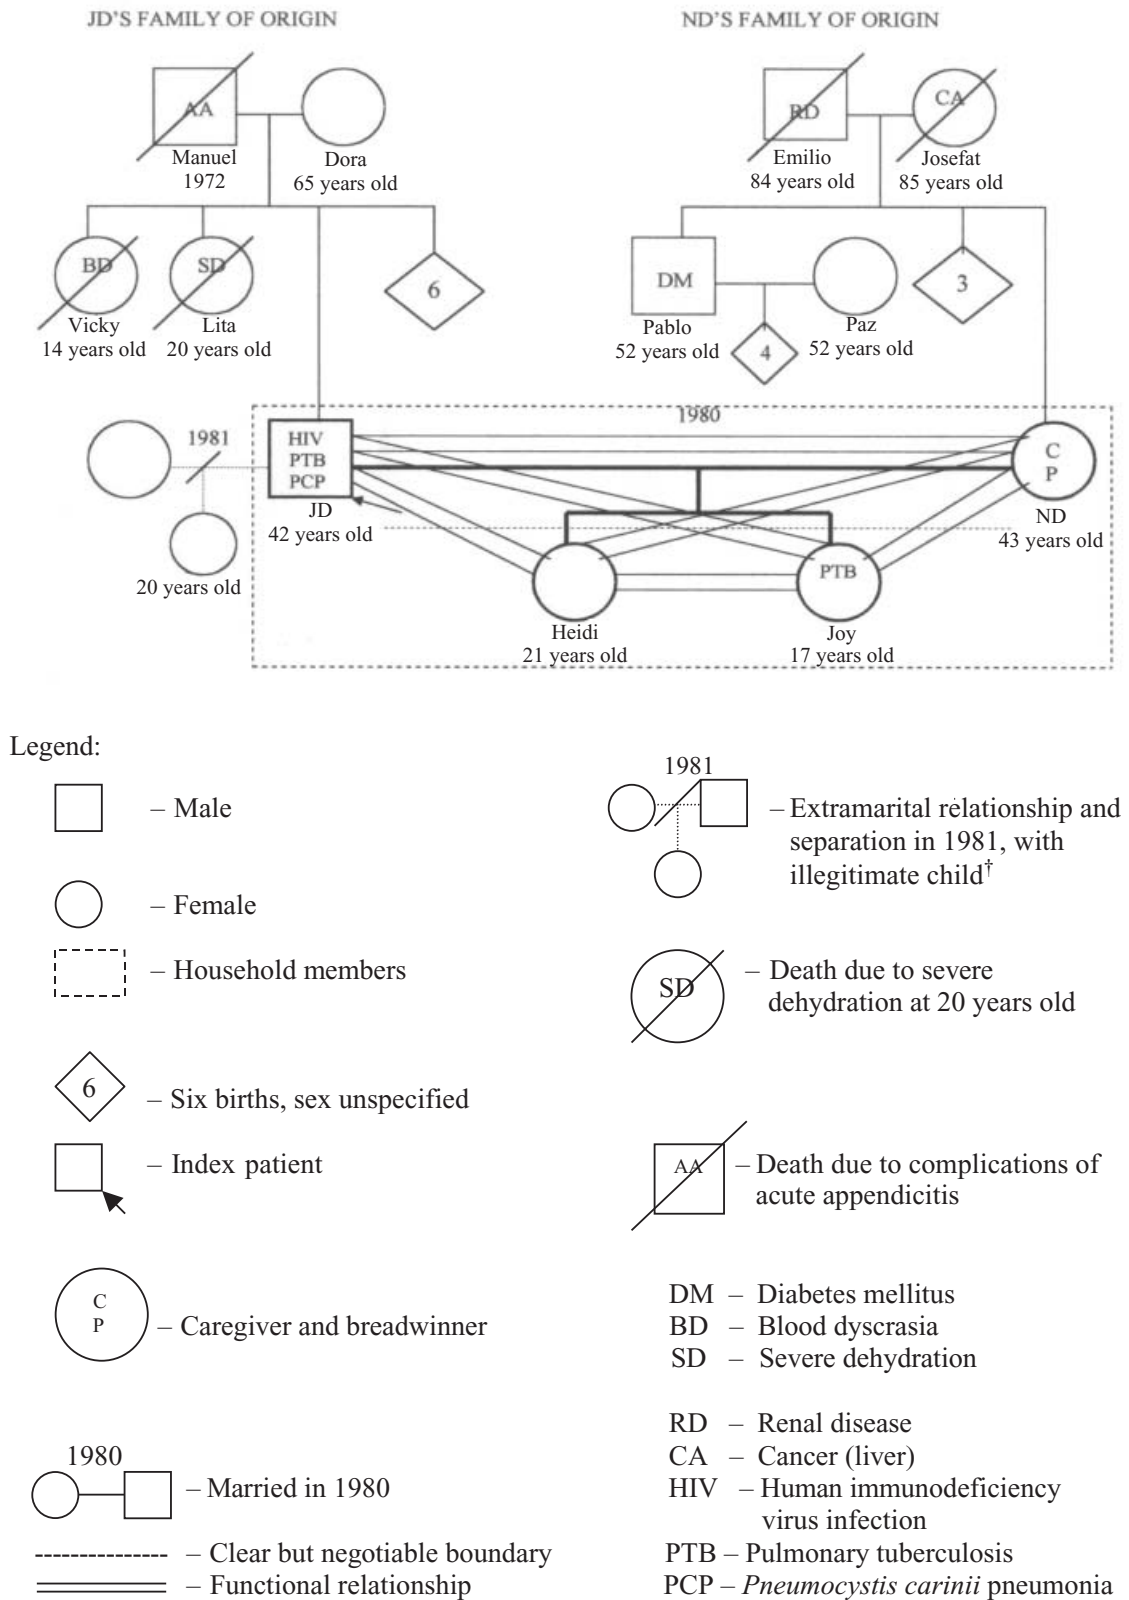 JD'S FAMILY OF ORIGIN
ND'S FAMILY OF ORIGIN
AA
Manuel
1972
Dora
65 years old
RD
Emilio
84 years old
CA
Josefat
85 years old
BD
Vicky
14 years old
SD
Lita
20 years old
6
DM
Pablo
52 years old
4
Paz
52 years old
3
1981
20 years old
1980
HIV
PTB
PCP
JD
42 years old
C
P
ND
43 years old
Heidi
21 years old
PTB
Joy
17 years old
Legend:
– Male
– Female
– Household members
6
– Six births, sex unspecified
– Index patient
C
P
– Caregiver and breadwinner
1980
– Married in 1980
– Clear but negotiable boundary
– Functional relationship
1981
– Extramarital relationship and
separation in 1981, with
illegitimate child†
SD
– Death due to severe
dehydration at 20 years old
AA
– Death due to complications of
acute appendicitis
DM – Diabetes mellitus
BD – Blood dyscrasia
SD – Severe dehydration
RD – Renal disease
CA – Cancer (liver)
HIV – Human immunodeficiency
virus infection
PTB – Pulmonary tuberculosis
PCP – Pneumocystis carinii pneumonia